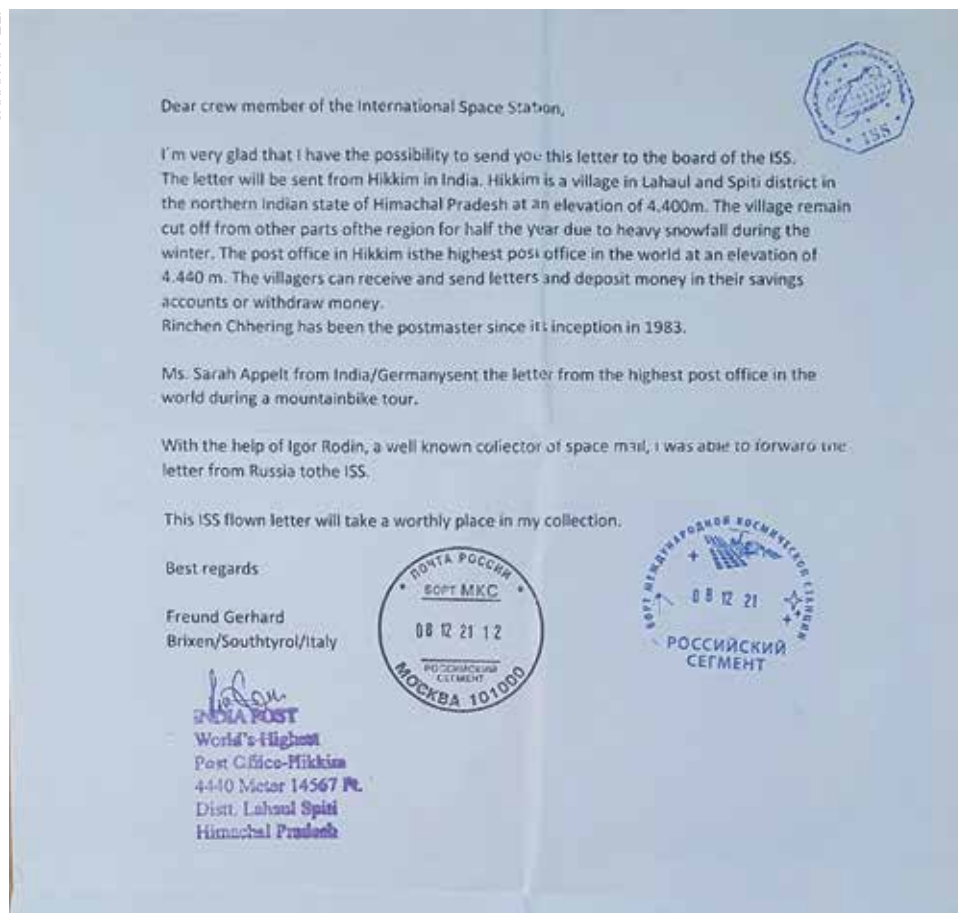 Dear crew member of the International Space Station,
I´m very glad that I have the possibility to send you this letter to the board of the ISS.
The letter will be sent from Hikkim in India. Hikkim is a village in Lahaul and Spiti district in
the northern Indian state of Himachal Pradesh at an elevation of 4.400m. The village remain
cut off from other parts ofthe region for half the year due to heavy snowfall during the
winter. The post office in Hikkim isthe highest post office in the world at an elevation of
4.440 m. The villagers can receive and send letters and deposit money in their savings
accounts or withdraw money.
Rinchen Chhering has been the postmaster since its inception in 1983.
Ms. Sarah Appelt from India/Germanysent the letter from the highest post office in the
world during a mountainbike tour.
With the help of Igor Rodin, a well known collector of space mail, I was able to forward the
letter from Russia tothe ISS.
This ISS flown letter will take a worthly place in my collection.
Best regards
Freund Gerhard
Brixen/Southtyrol/Italy
INDIA POST
World's Highest
Post Office-Hikkim
4440 Meter 14567 Ft.
Distt. Lahaul Spiti
Himachal Pradesh
ПОЧТА РОССИИ
БОРТ МКС
08 12 21 12
РОССИЙСКИЙ
СЕГМЕНТ
МОСКВА 101000
БОРТ МЕЖДУНАРОДНОЙ КОСМИЧЕСКОЙ СТАНЦИИ
08 12 21
РОССИЙСКИЙ
СЕГМЕНТ
ISS